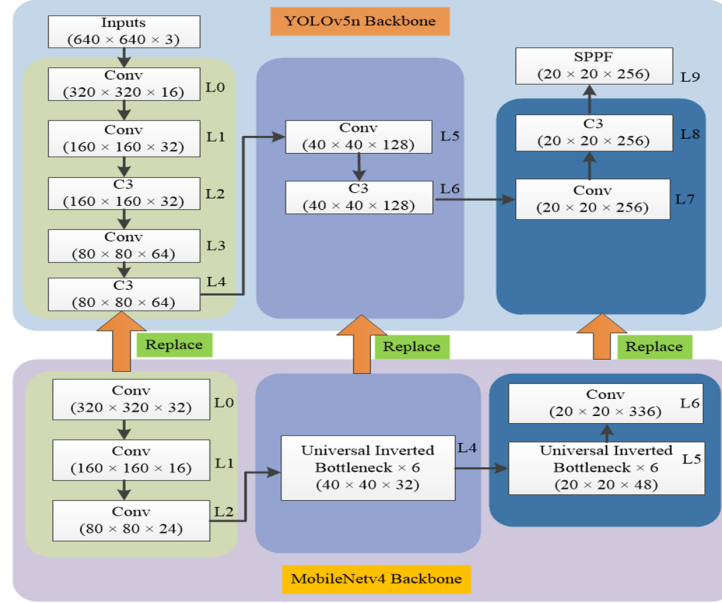 YOLOv5n Backbone
Inputs
(640 × 640 × 3)
Conv
(320 × 320 × 16)
L0
Conv
(160 × 160 × 32)
L1
C3
(160 × 160 × 32)
L2
Conv
(80 × 80 × 64)
L3
C3
(80 × 80 × 64)
L4
Conv
(40 × 40 × 128)
L5
C3
(40 × 40 × 128)
L6
SPPF
(20 × 20 × 256)
L9
C3
(20 × 20 × 256)
L8
Conv
(20 × 20 × 256)
L7
Replace
Replace
Replace
Conv
(320 × 320 × 32)
L0
Conv
(160 × 160 × 16)
L1
Conv
(80 × 80 × 24)
L2
Universal Inverted
Bottleneck × 6
(40 × 40 × 32)
L4
Conv
(20 × 20 × 336)
L6
Universal Inverted
Bottleneck × 6
(20 × 20 × 48)
L5
MobileNetv4 Backbone